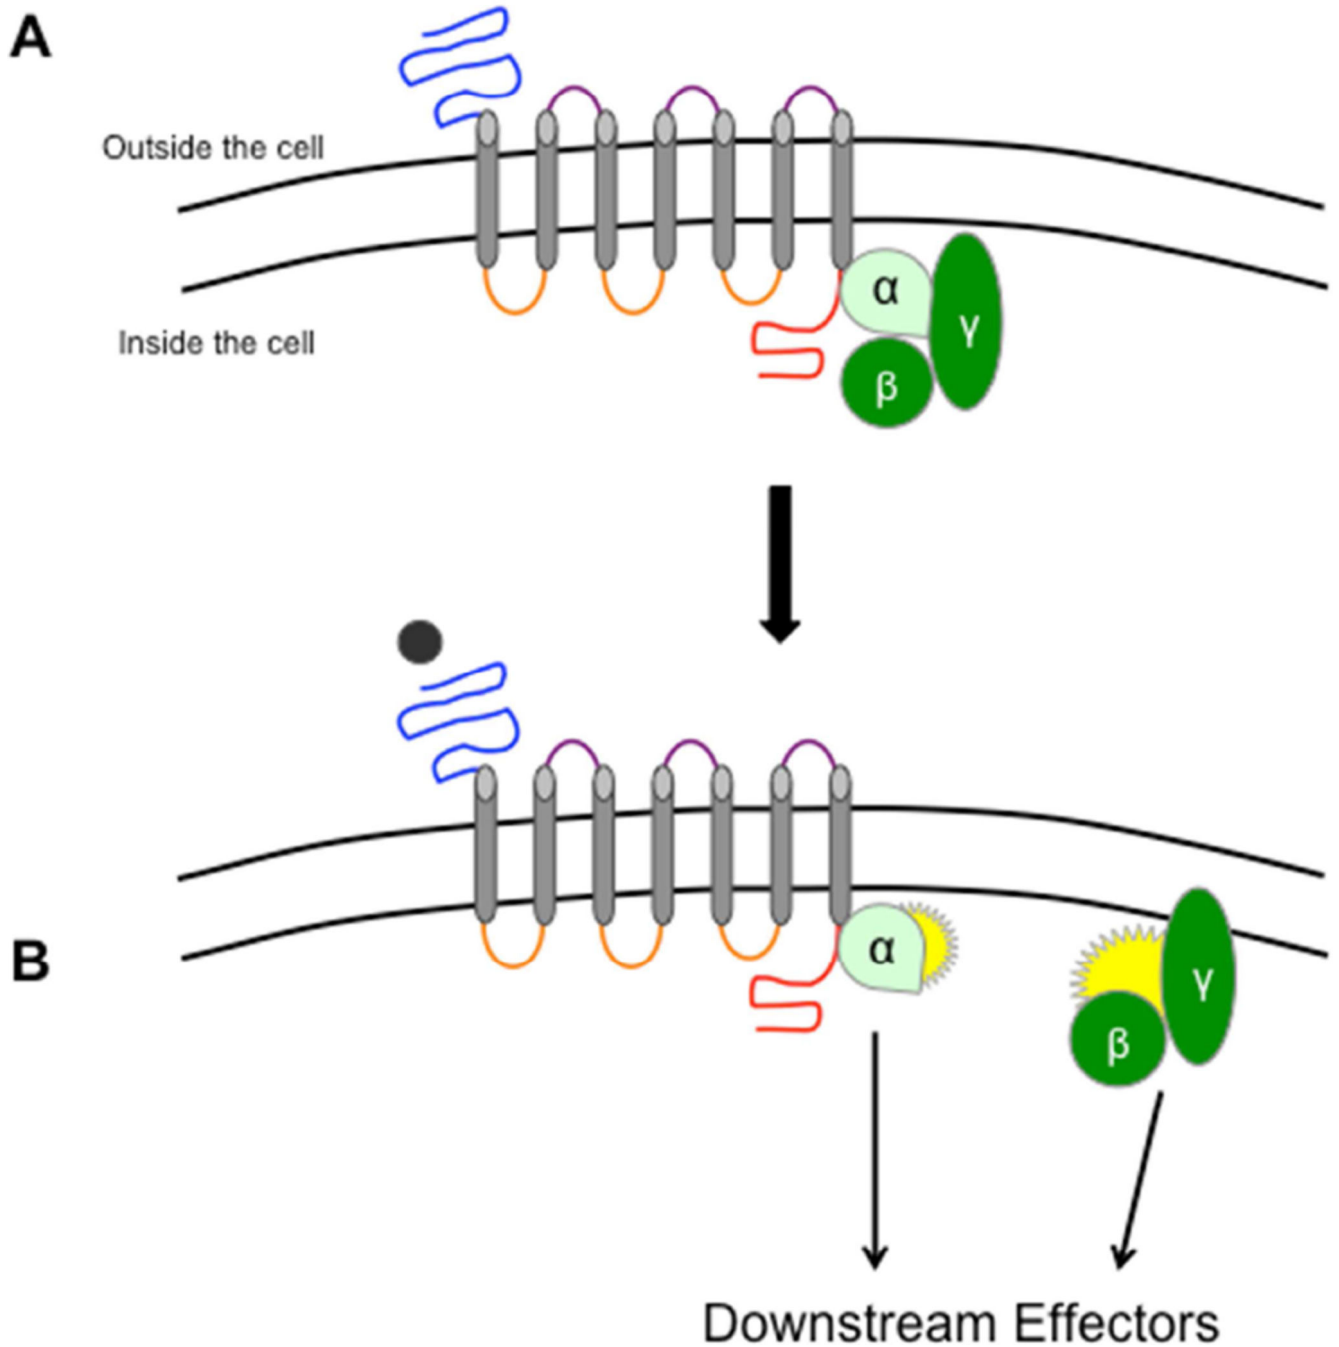 A
Outside the cell
Inside the cell
α
γ
β
B
α
γ
β
Downstream Effectors